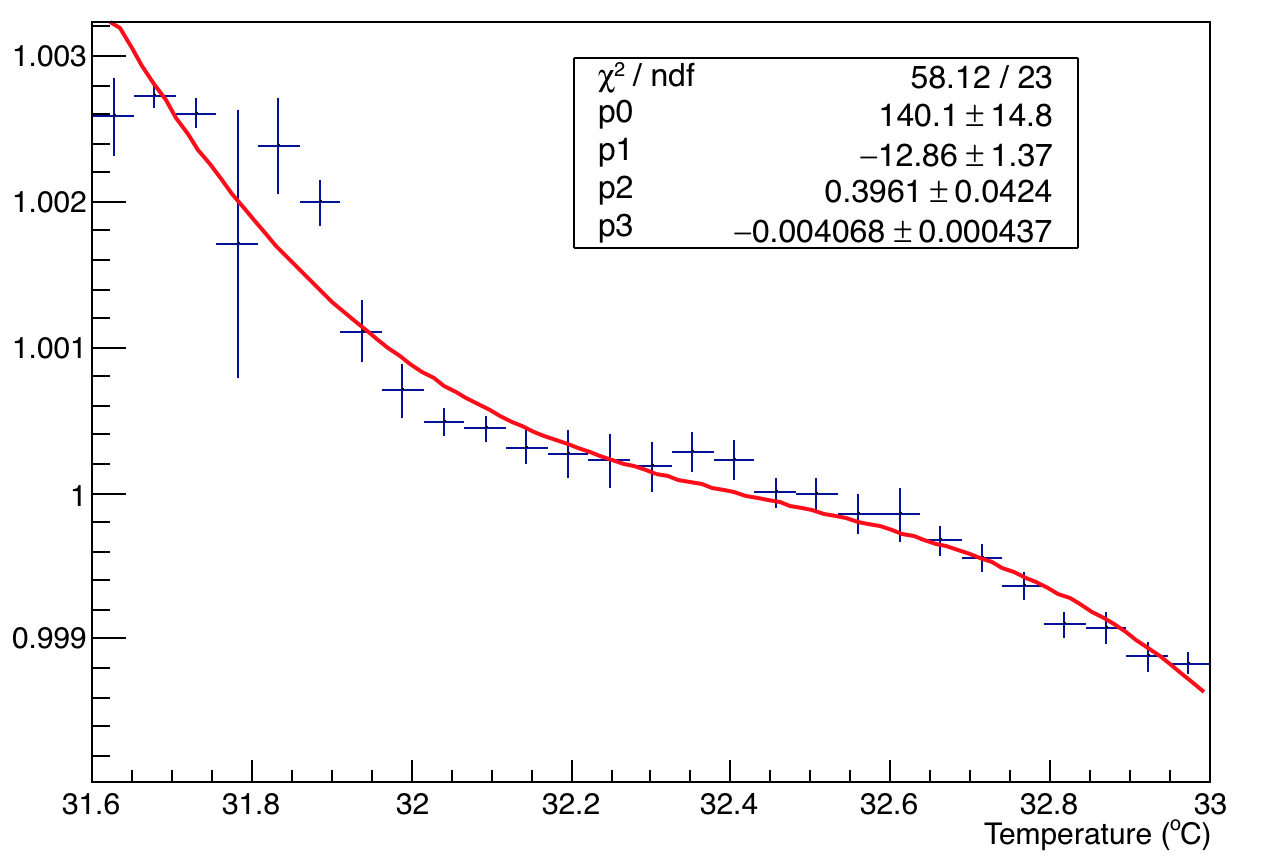 1.003
1.002
1.001
1
0.999
χ² / ndf 58.12 / 23
p0 140.1 ± 14.8
p1 −12.86 ± 1.37
p2 0.3961 ± 0.0424
p3 −0.004068 ± 0.000437
31.6 31.8 32 32.2 32.4 32.6 32.8 33
Temperature (°C)